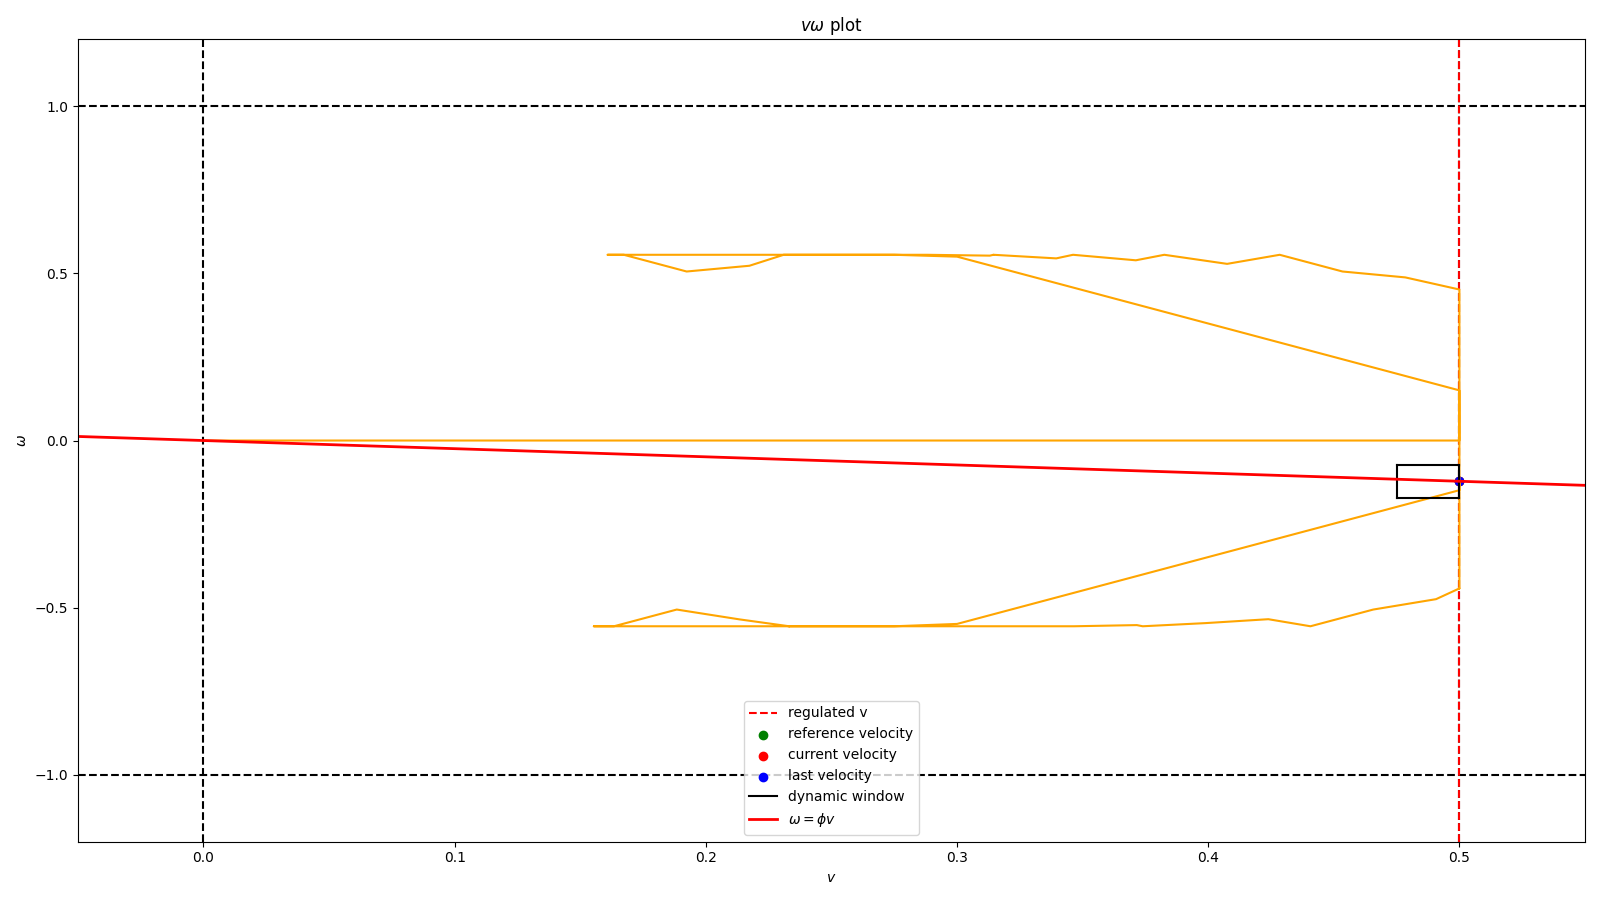 vω plot
1.0
0.5
0.0
−0.5
−1.0
ω
regulated v
reference velocity
current velocity
last velocity
dynamic window
ω = ϕv
0.0 0.1 0.2 0.3 0.4 0.5
v